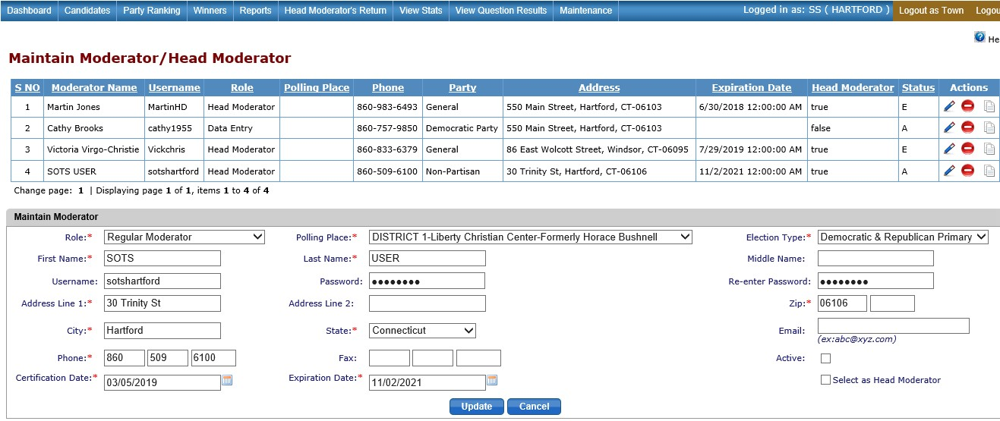 Dashboard Candidates Party Ranking Winners Reports Head Moderator's Return View Stats View Question Results Maintenance Logged in as: SS ( HARTFORD ) Logout as Town Logou
He
Maintain Moderator/Head Moderator
S NO Moderator Name Username Role Polling Place Phone Party Address Expiration Date Head Moderator Status Actions
1 Martin Jones MartinHD Head Moderator 860-983-6493 General 550 Main Street, Hartford, CT-06103 6/30/2018 12:00:00 AM true E
2 Cathy Brooks cathy1955 Data Entry 860-757-9850 Democratic Party 550 Main Street, Hartford, CT-06103 false A
3 Victoria Virgo-Christie Vickchris Head Moderator 860-833-6379 General 86 East Wolcott Street, Windsor, CT-06095 7/29/2019 12:00:00 AM true E
4 SOTS USER sotshartford Head Moderator 860-509-6100 Non-Partisan 30 Trinity St, Hartford, CT-06106 11/2/2021 12:00:00 AM true A
Change page: 1 | Displaying page 1 of 1, items 1 to 4 of 4
Maintain Moderator
Role:* Regular Moderator Polling Place:* DISTRICT 1-Liberty Christian Center-Formerly Horace Bushnell Election Type:* Democratic & Republican Primary
First Name:* SOTS Last Name:* USER Middle Name:
Username: sotshartford Password: ●●●●●●●● Re-enter Password: ●●●●●●●●
Address Line 1:* 30 Trinity St Address Line 2: Zip:* 06106
City:* Hartford State:* Connecticut Email:
(ex:abc@xyz.com)
Phone:* 860 509 6100 Fax: Active:
Certification Date:* 03/05/2019 Expiration Date:* 11/02/2021 Select as Head Moderator
Update Cancel